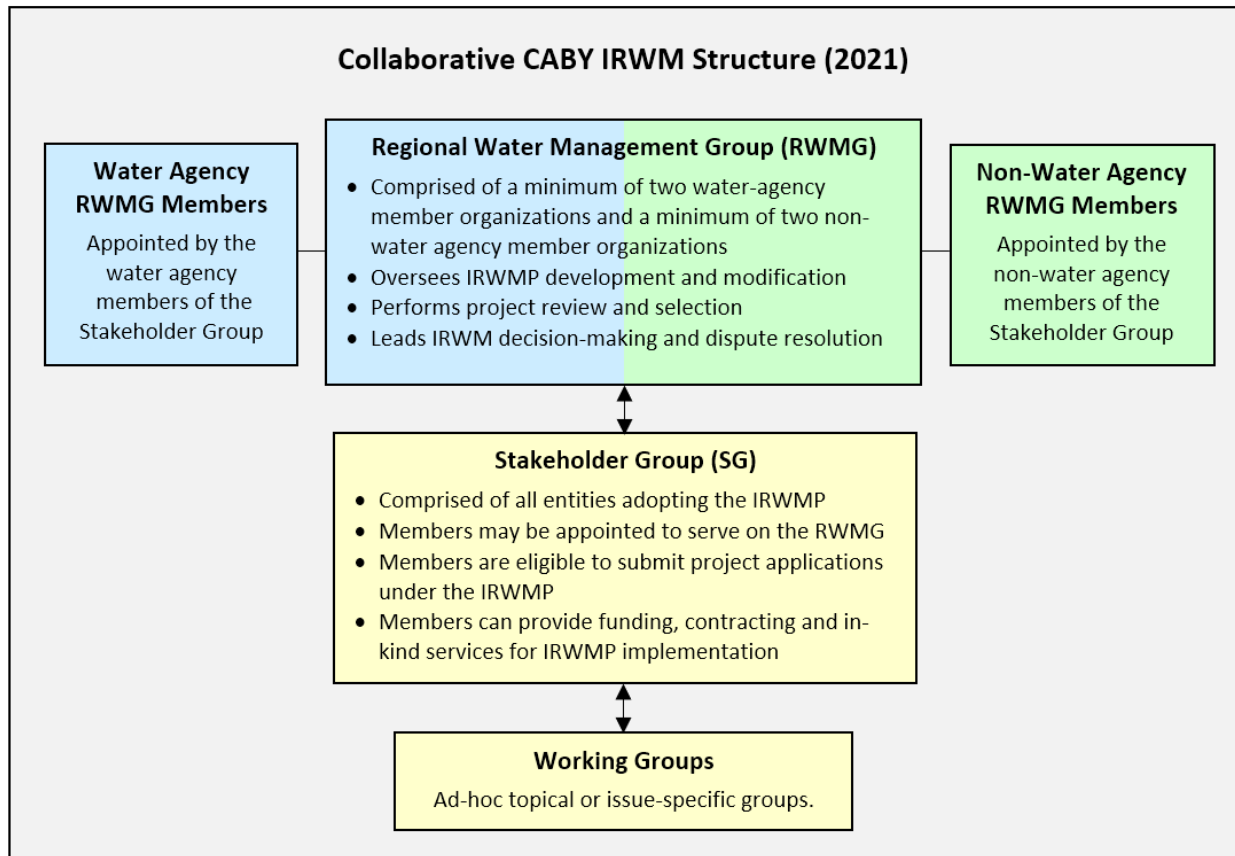 Collaborative CABY IRWM Structure (2021)
Water Agency
RWMG Members
Appointed by the
water agency
members of the
Stakeholder Group
Regional Water Management Group (RWMG)
• Comprised of a minimum of two water-agency
member organizations and a minimum of two non-
water agency member organizations
• Oversees IRWMP development and modification
• Performs project review and selection
• Leads IRWM decision-making and dispute resolution
Non-Water Agency
RWMG Members
Appointed by the
non-water agency
members of the
Stakeholder Group
Stakeholder Group (SG)
• Comprised of all entities adopting the IRWMP
• Members may be appointed to serve on the RWMG
• Members are eligible to submit project applications
under the IRWMP
• Members can provide funding, contracting and in-
kind services for IRWMP implementation
Working Groups
Ad-hoc topical or issue-specific groups.